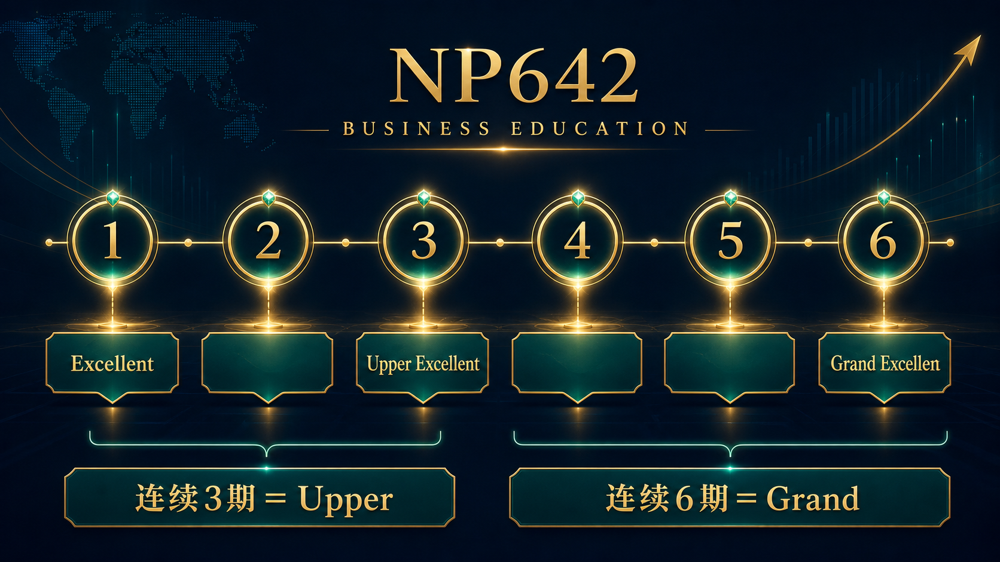 NP642
BUSINESS EDUCATION
1 2 3 4 5 6
Excellent Upper Excellent Grand Excellen
连续3期 = Upper
连续6期 = Grand